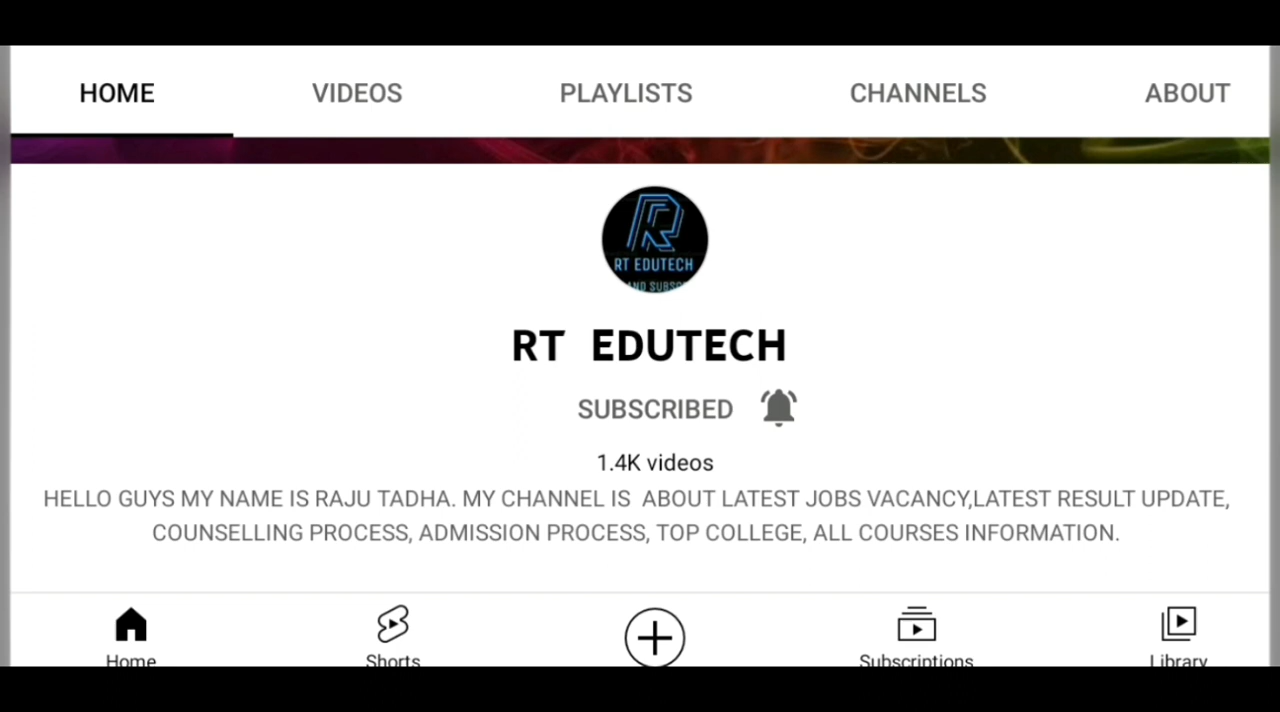 HOME VIDEOS PLAYLISTS CHANNELS ABOUT
RT EDUTECH
AND SUBSC
RT EDUTECH
SUBSCRIBED
1.4K videos
HELLO GUYS MY NAME IS RAJU TADHA. MY CHANNEL IS ABOUT LATEST JOBS VACANCY,LATEST RESULT UPDATE,
COUNSELLING PROCESS, ADMISSION PROCESS, TOP COLLEGE, ALL COURSES INFORMATION.
Home Shorts Subscriptions Library